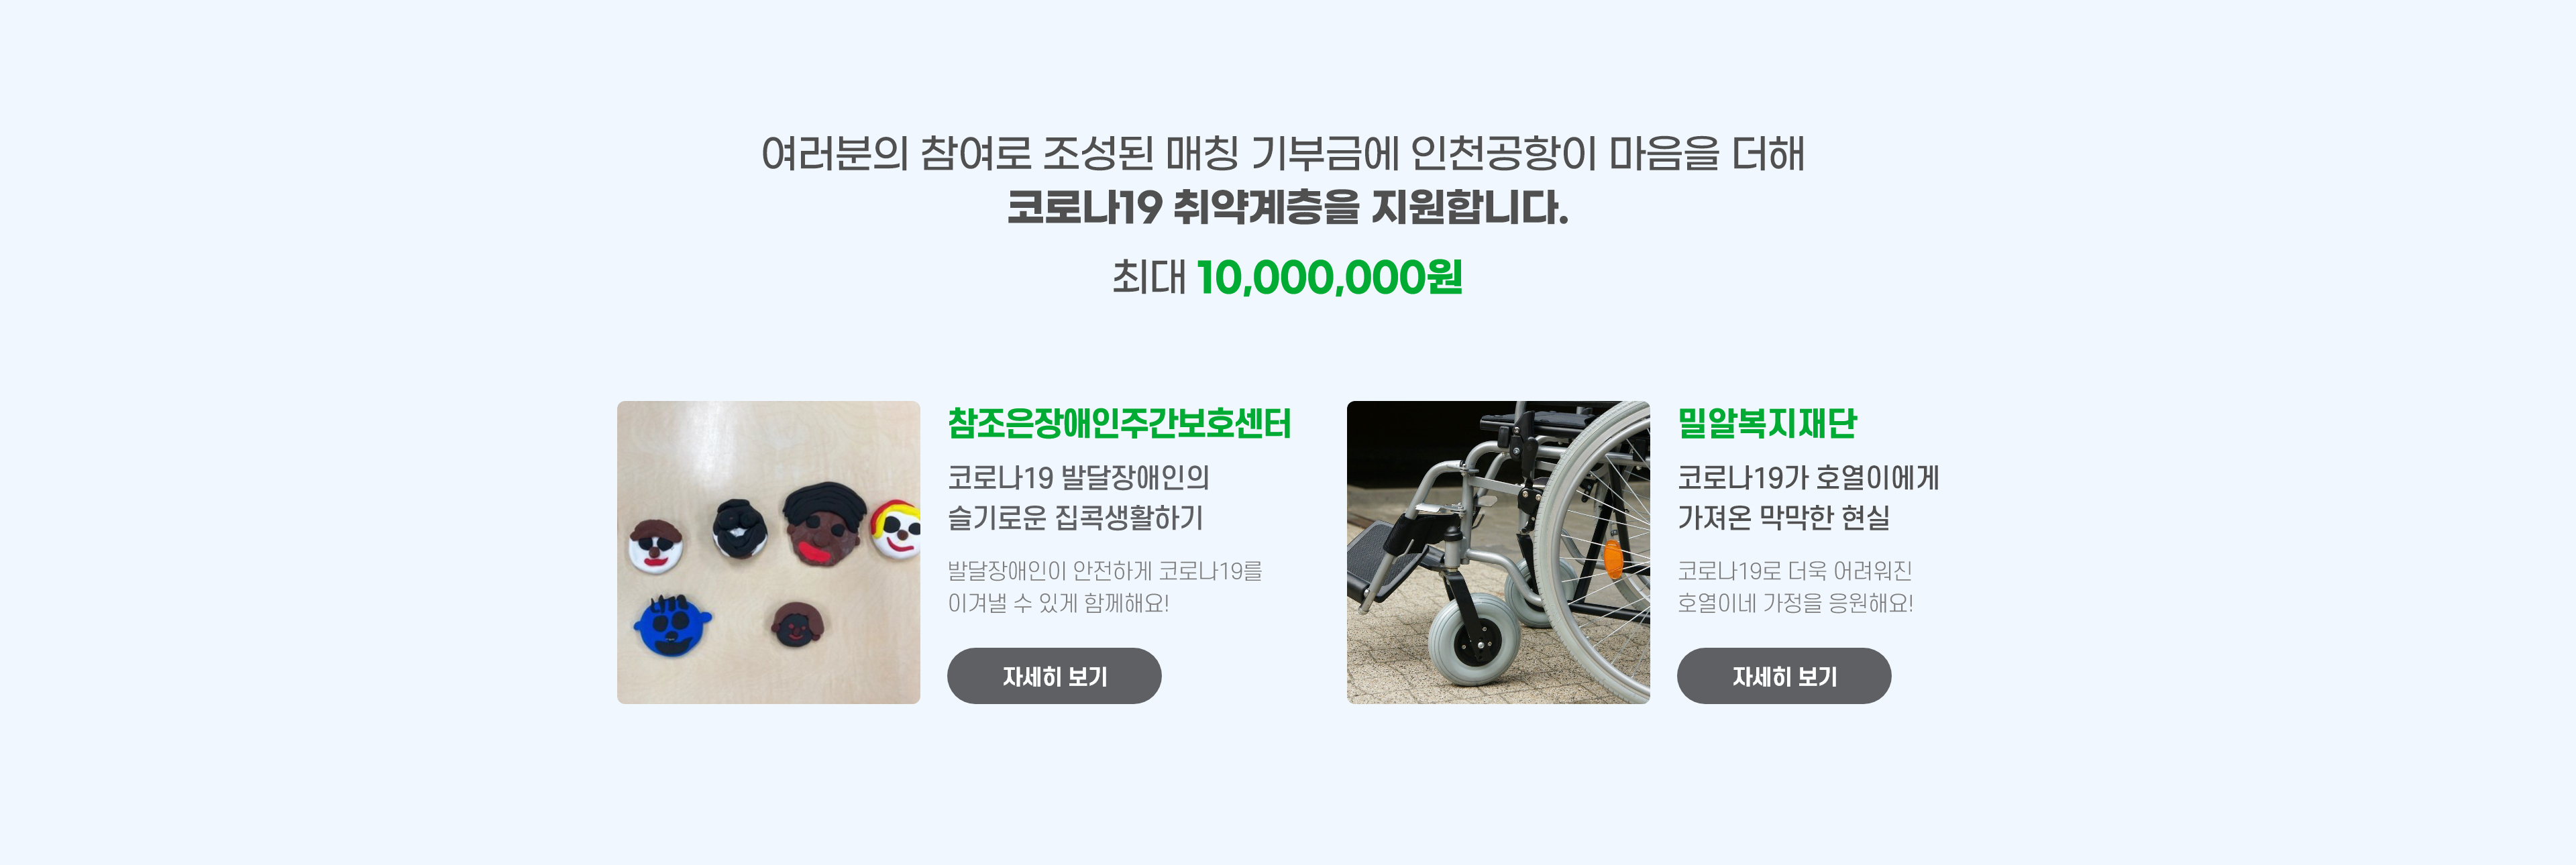 여러분의 참여로 조성된 매칭 기부금에 인천공항이 마음을 더해
코로나19 취약계층을 지원합니다.
최대 10,000,000원
참조은장애인주간보호센터
코로나19 발달장애인의
슬기로운 집콕생활하기
발달장애인이 안전하게 코로나19를
이겨낼 수 있게 함께해요!
자세히 보기
밀알복지재단
코로나19가 호열이에게
가져온 막막한 현실
코로나19로 더욱 어려워진
호열이네 가정을 응원해요!
자세히 보기